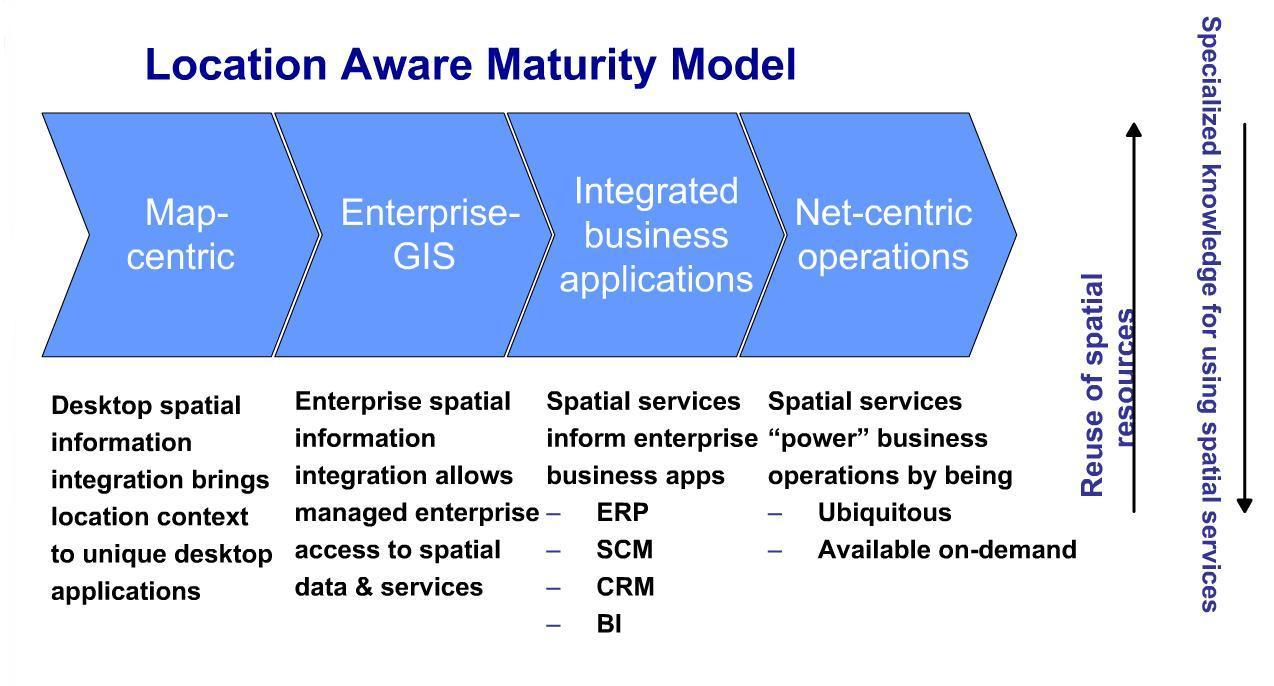 Location Aware Maturity Model
Map-
centric
Enterprise-
GIS
Integrated
business
applications
Net-centric
operations
Desktop spatial
information
integration brings
location context
to unique desktop
applications
Enterprise spatial
information
integration allows
managed enterprise
access to spatial
data & services
Spatial services
inform enterprise
business apps
– ERP
– SCM
– CRM
– BI
Spatial services
“power” business
operations by being
– Ubiquitous
– Available on-demand
Reuse of spatial
resources
Specialized knowledge for using spatial services